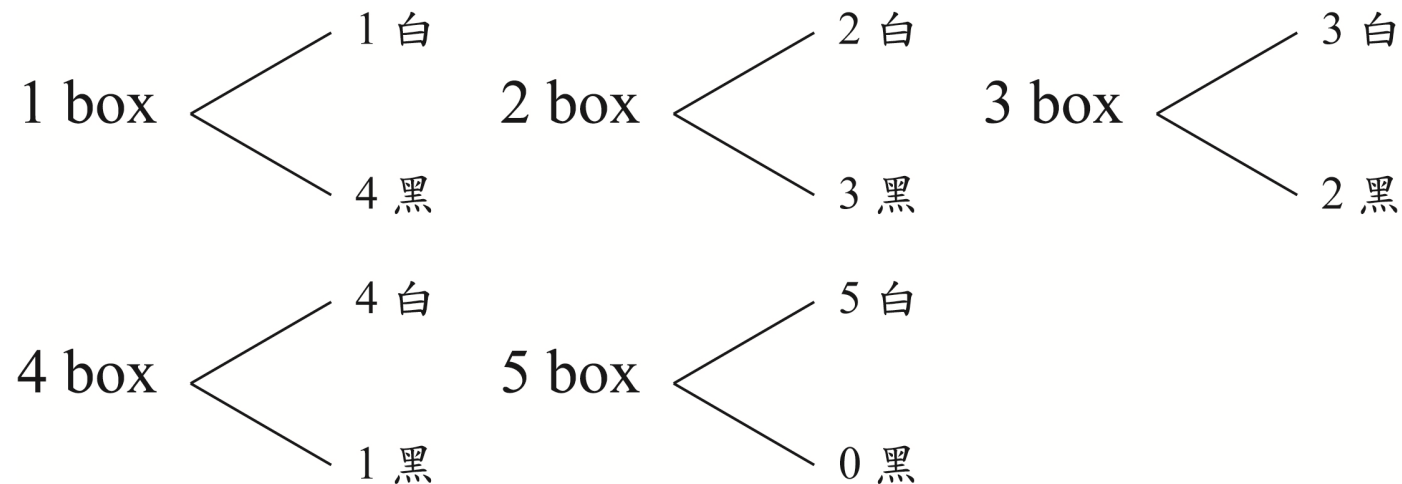 1 白
2 白
3 白
1 box
2 box
3 box
4 黑
3 黑
2 黑
4 白
5 白
4 box
5 box
1 黑
0 黑